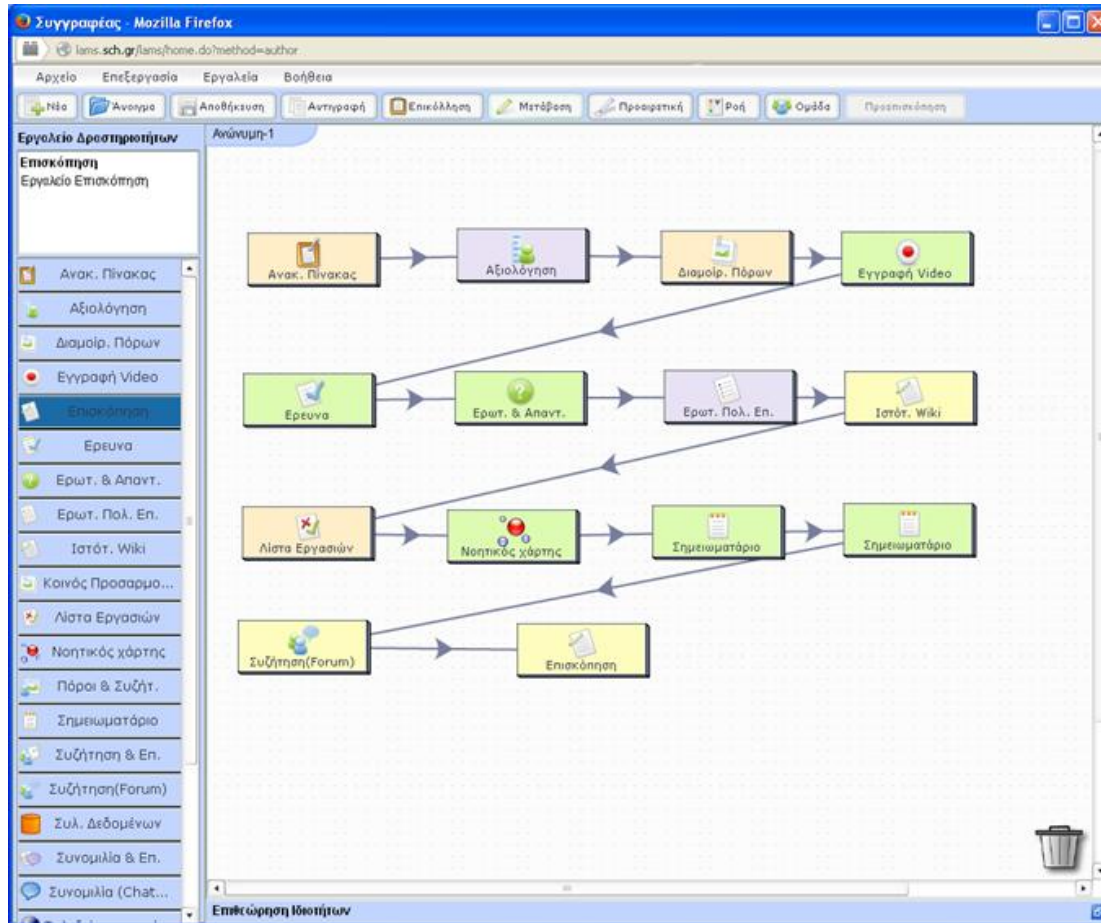 Συγγραφέας - Mozilla Firefox
lams.sch.gr/lams/home.do?method=author
Αρχείο Επεξεργασία Εργαλεία Βοήθεια
Νέο Άνοιγμα Αποθήκευση Αντιγραφή Επικόλληση Μετάβαση Προαιρετική Ροή Ομάδα Προεπισκόπηση
Εργαλείο Δραστηριοτήτων
Επισκόπηση
Εργαλείο Επισκόπηση
Ανακ. Πίνακας
Αξιολόγηση
Διαμοίρ. Πόρων
Εγγραφή Video
Επισκόπηση
Ερευνα
Ερωτ. & Απαντ.
Ερωτ. Πολ. Επ.
Ιστότ. Wiki
Κοινός Προσαρμο...
Λίστα Εργασιών
Νοητικός χάρτης
Πόροι & Συζήτ.
Σημειωματάριο
Συζήτηση & Επ.
Συζήτηση(Forum)
Συλ. Δεδομένων
Συνομιλία & Επ.
Συνομιλία (Chat...
Ανώνυμη-1
Ανακ. Πίνακας
Αξιολόγηση
Διαμοίρ. Πόρων
Εγγραφή Video
Ερευνα
Ερωτ. & Απαντ.
Ερωτ. Πολ. Επ.
Ιστότ. Wiki
Λίστα Εργασιών
Νοητικός χάρτης
Σημειωματάριο
Σημειωματάριο
Συζήτηση(Forum)
Επισκόπηση
Επιθεώρηση Ιδιοτήτων